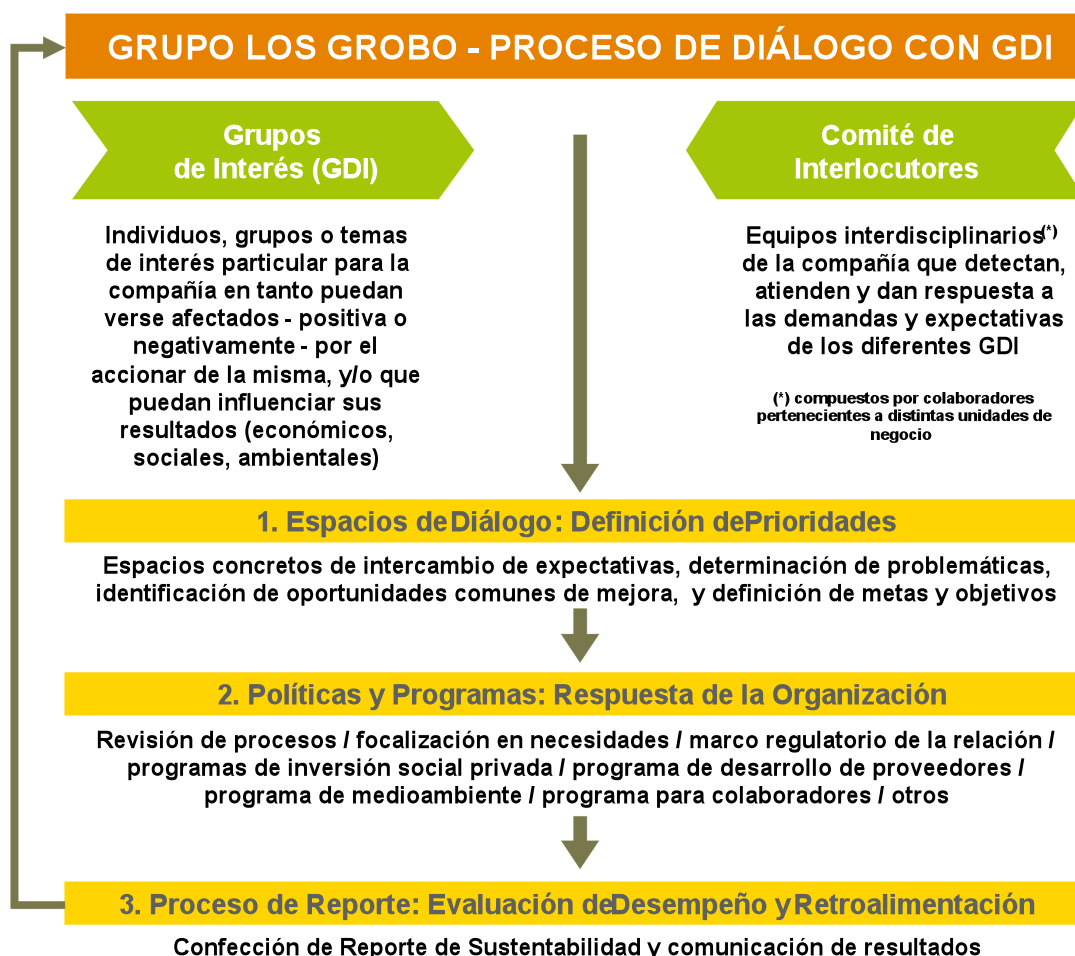 GRUPO LOS GROBO - PROCESO DE DIÁLOGO CON GDI
Grupos
de Interés (GDI)
Individuos, grupos o temas
de interés particular para la
compañía en tanto puedan
verse afectados - positiva o
negativamente - por el
accionar de la misma, y/o que
puedan influenciar sus
resultados (económicos,
sociales, ambientales)
Comité de
Interlocutores
Equipos interdisciplinarios(*)
de la compañía que detectan,
atienden y dan respuesta a
las demandas y expectativas
de los diferentes GDI
(*) compuestos por colaboradores
pertenecientes a distintas unidades de
negocio
1. Espacios de Diálogo: Definición de Prioridades
Espacios concretos de intercambio de expectativas, determinación de problemáticas,
identificación de oportunidades comunes de mejora, y definición de metas y objetivos
2. Políticas y Programas: Respuesta de la Organización
Revisión de procesos / focalización en necesidades / marco regulatorio de la relación /
programas de inversión social privada / programa de desarrollo de proveedores /
programa de medioambiente / programa para colaboradores / otros
3. Proceso de Reporte: Evaluación de Desempeño y Retroalimentación
Confección de Reporte de Sustentabilidad y comunicación de resultados